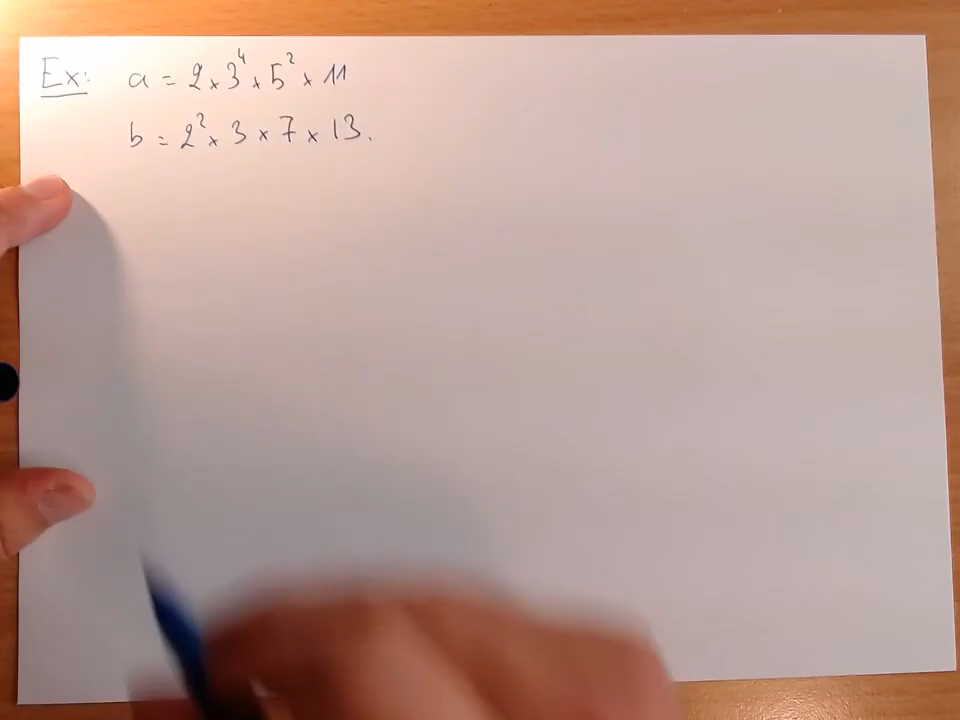 Ex: a = 2 × 3⁴ × 5² × 11
b = 2² × 3 × 7 × 13.